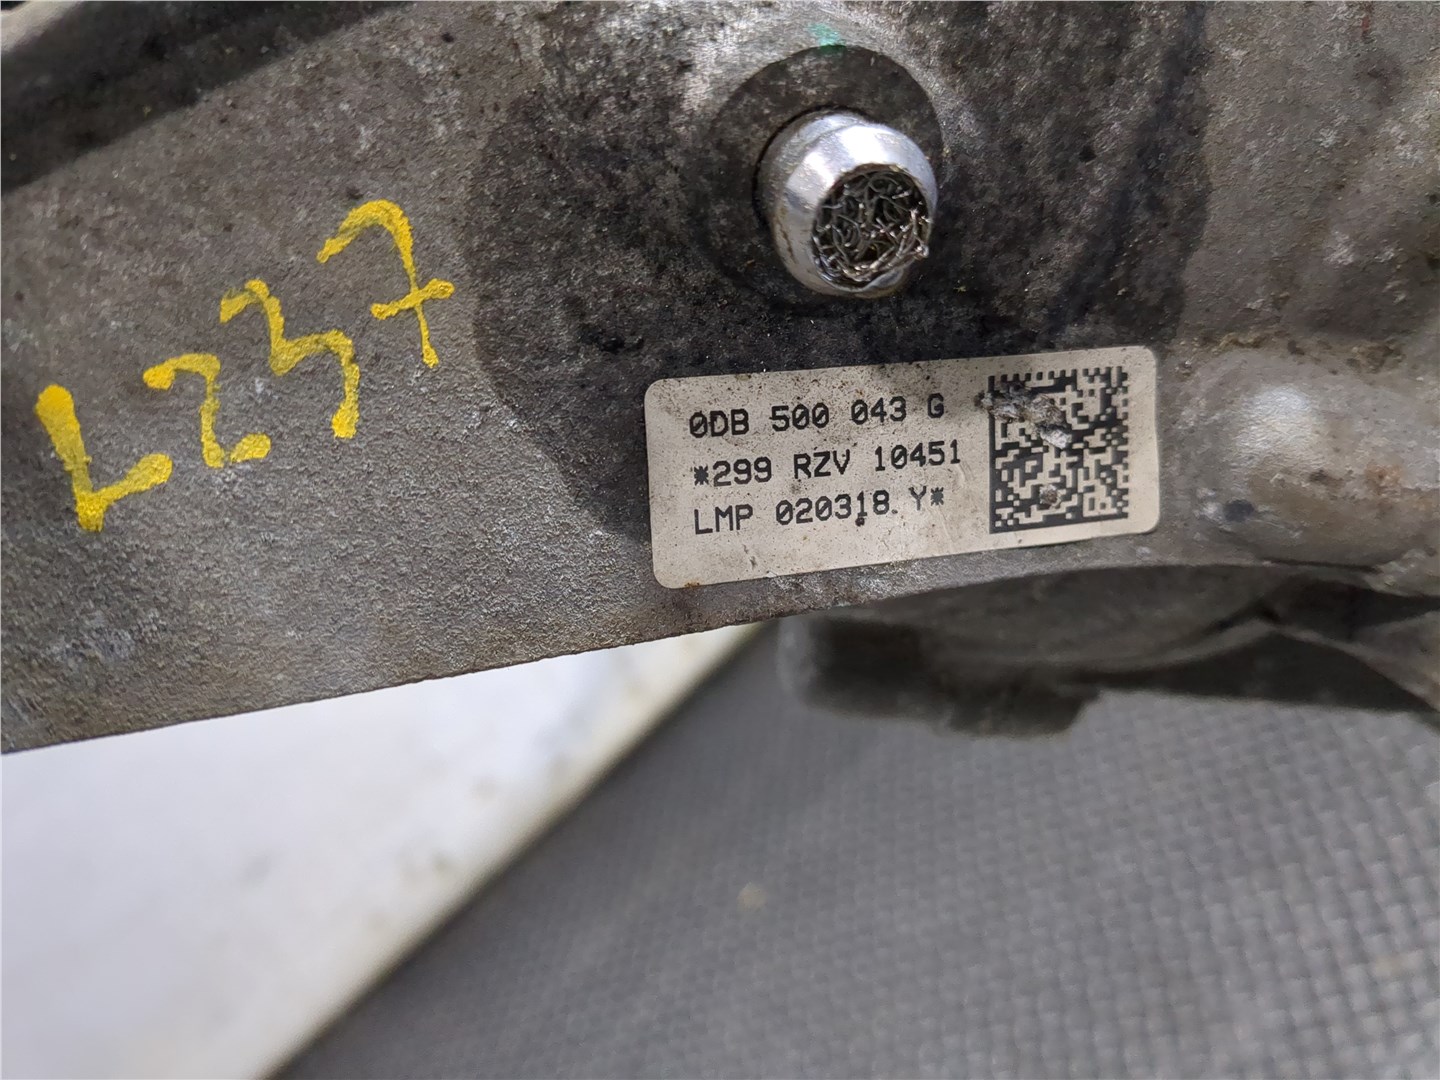 L237
0DB 500 043 G
*299 RZV 10451
LMP 020318 Y*